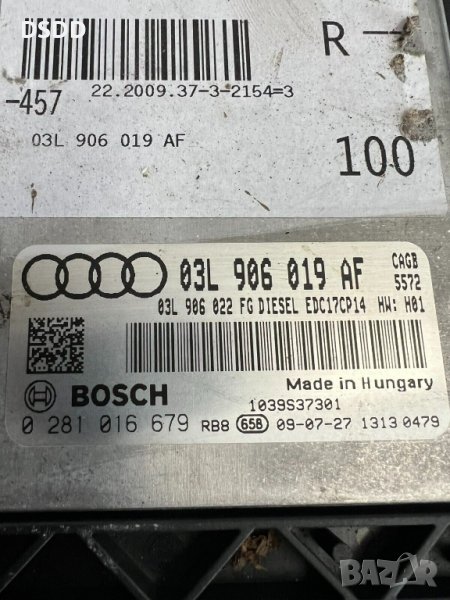 DSDD
R
22.2009.37-3-2154=3
-457
03L 906 019 AF
100
03L 906 019 AF
CAGB
5572
03L 906 022 FG DIESEL EDC17CP14 HW: H01
BOSCH
Made in Hungary
1039S37301
0 281 016 679 RB8 658 09-07-27 1313 0479
BAZAR